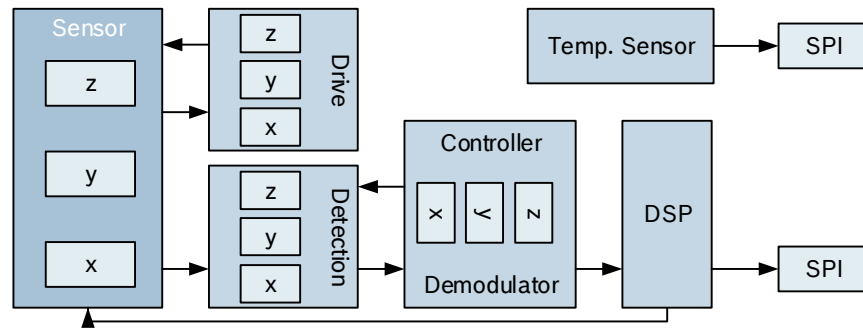 Sensor
z
y
x
z
y
x
Drive
z
y
x
Detection
Controller
x
y
z
Demodulator
DSP
Temp. Sensor
SPI
SPI